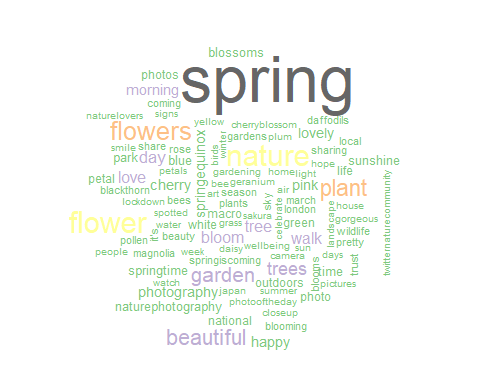 blossoms
spring
photos
morning
coming
naturelovers signs
yellow cherryblossom daffodils
flowers gardens plum lovely
smile share rose birds winter nature sharing local
park day blue hope life sunshine
petals gardening home light
petal love bee geranium pink plant
blackthorn cherry springequinox art season sky air
lockdown bees plants march
spotted macro sakura celebrate london landscape gorgeous house
flower water white grass tree green wildlife twitternaturecommunity
pollen it's beauty bloom wellbeing walk pretty
people magnolia week daisy sun days
springiscoming camera
springtime garden trees blooms time trust
watch outdoors pictures
photography japan summer photo
naturephotography photooftheday
closeup
national blooming
beautiful happy